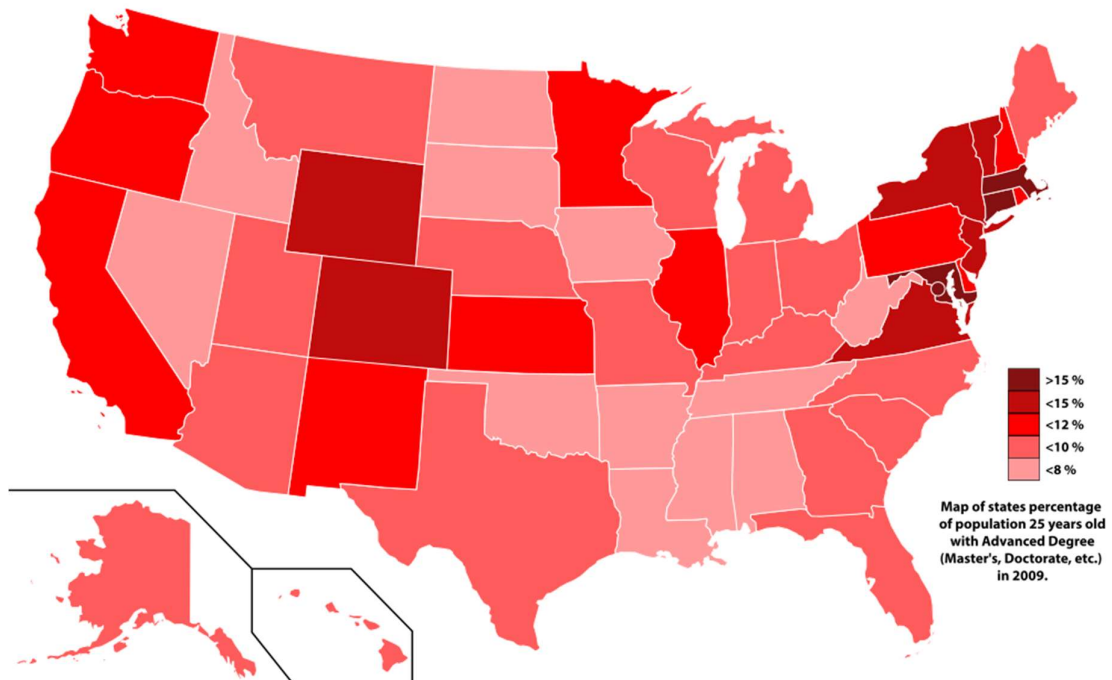 >15 %
<15 %
<12 %
<10 %
<8 %
Map of states percentage
of population 25 years old
with Advanced Degree
(Master's, Doctorate, etc.)
in 2009.